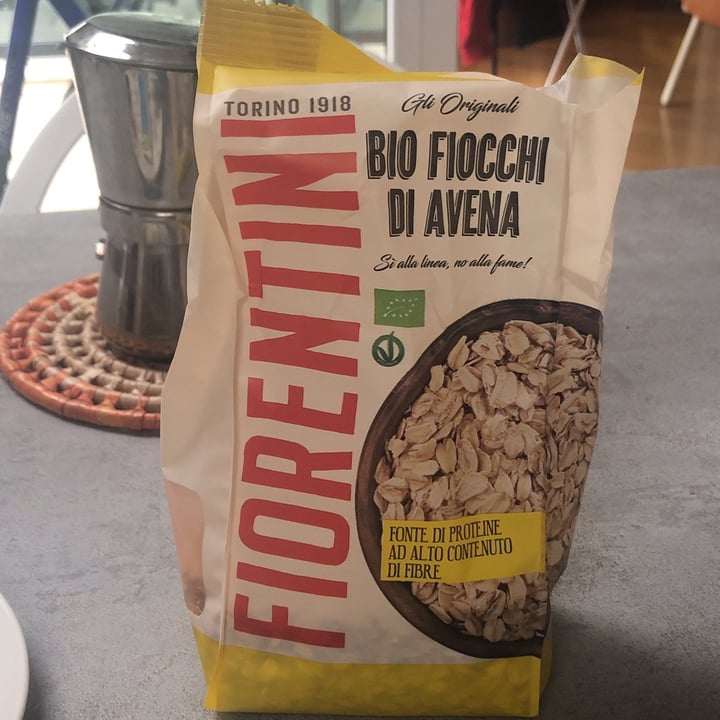 TORINO 1918
FIORENTINI
Gli Originali
BIO FIOCCHI
DI AVENA
Sì alla linea, no alla fame!
FONTE DI PROTEINE
AD ALTO CONTENUTO
DI FIBRE